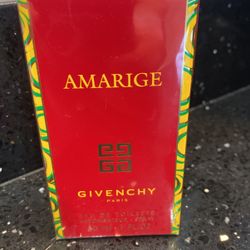 AMARIGE
GIVENCHY
PARIS
EAU DE TOILETTE